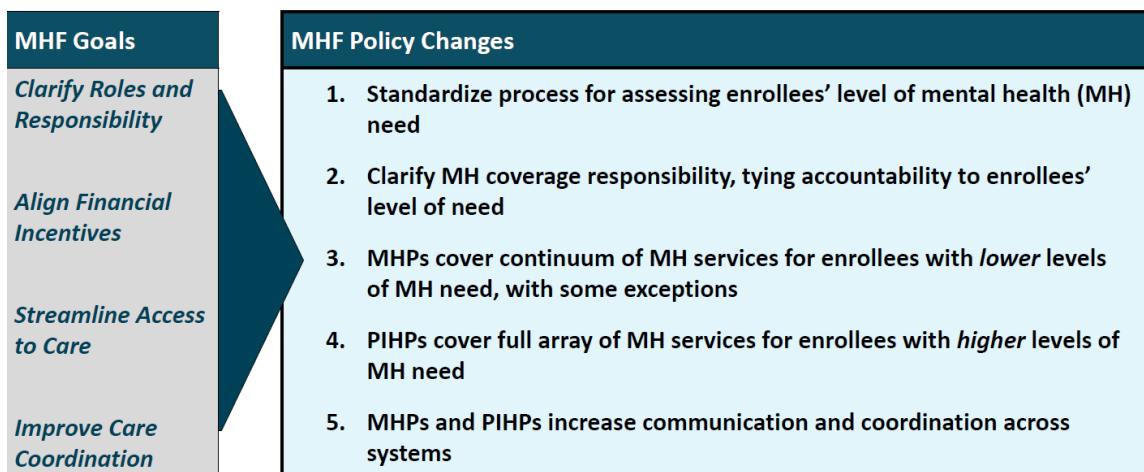 MHF Goals
Clarify Roles and
Responsibility
Align Financial
Incentives
Streamline Access
to Care
Improve Care
Coordination
MHF Policy Changes
1. Standardize process for assessing enrollees’ level of mental health (MH)
need
2. Clarify MH coverage responsibility, tying accountability to enrollees’
level of need
3. MHPs cover continuum of MH services for enrollees with lower levels
of MH need, with some exceptions
4. PIHPs cover full array of MH services for enrollees with higher levels of
MH need
5. MHPs and PIHPs increase communication and coordination across
systems